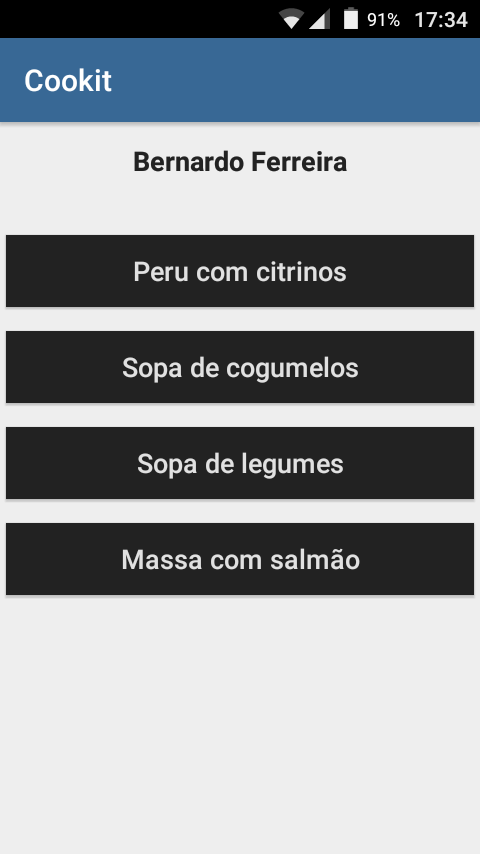 91% 17:34
Cookit
Bernardo Ferreira
Peru com citrinos
Sopa de cogumelos
Sopa de legumes
Massa com salmão